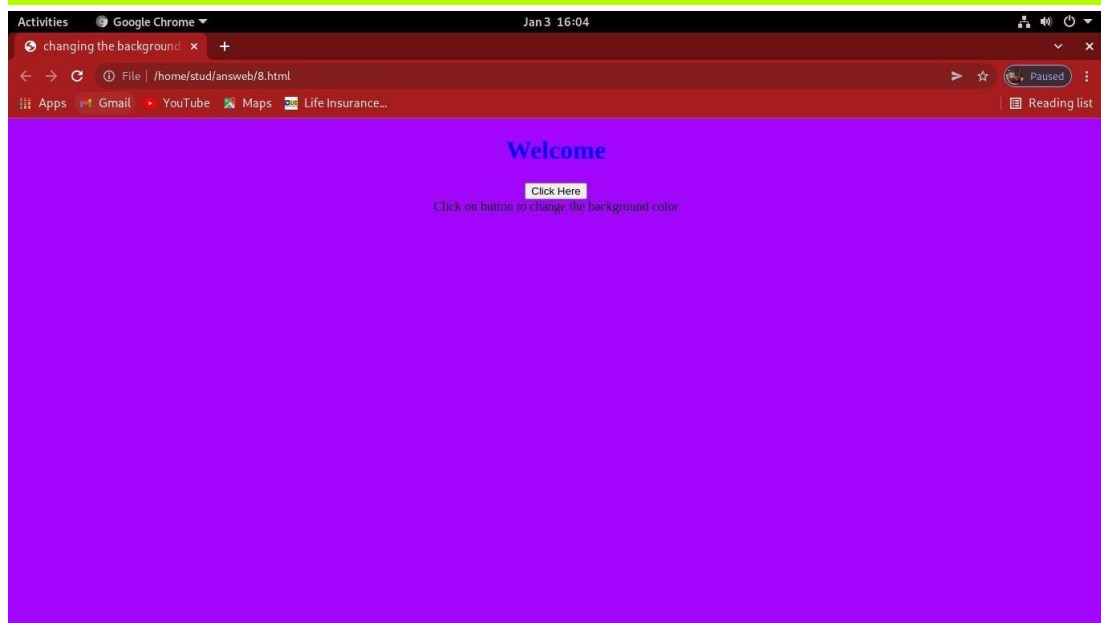 Activities Google Chrome Jan 3 16:04
changing the background
File | /home/stud/answeb/8.html Paused
Apps Gmail YouTube Maps Life Insurance... Reading list
Welcome
Click Here
Click on button to change the background color